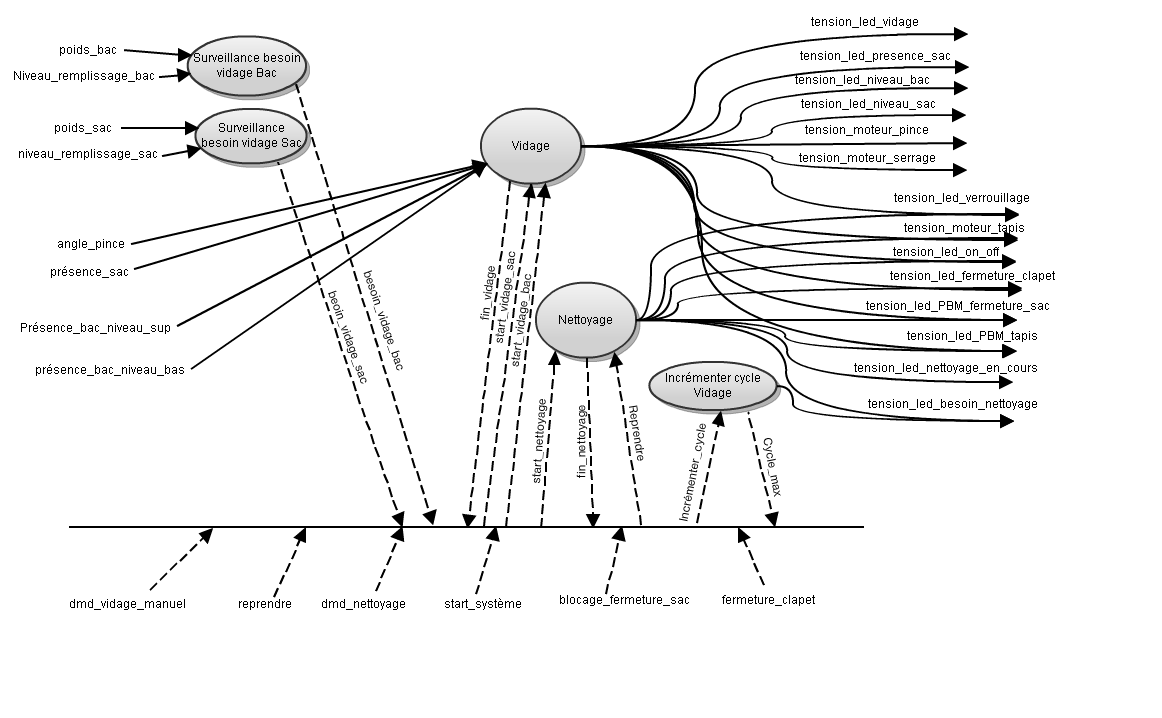 tension_led_vidage
poids_bac
Surveillance besoin
vidage Bac
tension_led_presence_sac
Niveau_remplissage_bac
tension_led_niveau_bac
tension_led_niveau_sac
poids_sac
Surveillance
besoin vidage Sac
tension_moteur_pince
Vidage
niveau_remplissage_sac
tension_moteur_serrage
tension_led_verrouillage
tension_moteur_tapis
angle_pince
tension_led_on_off
présence_sac
tension_led_fermeture_clapet
fin_vidage
start_vidage_sac
start_vidage_bac
beoin_vidage_sac
besoin_vidage_bac
tension_led_PBM_fermeture_sac
Présence_bac_niveau_sup
Nettoyage
tension_led_PBM_tapis
présence_bac_niveau_bas
tension_led_nettoyage_en_cours
Incrémenter cycle
Vidage
tension_led_besoin_nettoyage
start_nettoyage
fin_nettoyage
Reprendre
Incrémenter_cycle
Cycle_max
dmd_vidage_manuel
reprendre
dmd_nettoyage
start_système
blocage_fermeture_sac
fermeture_clapet